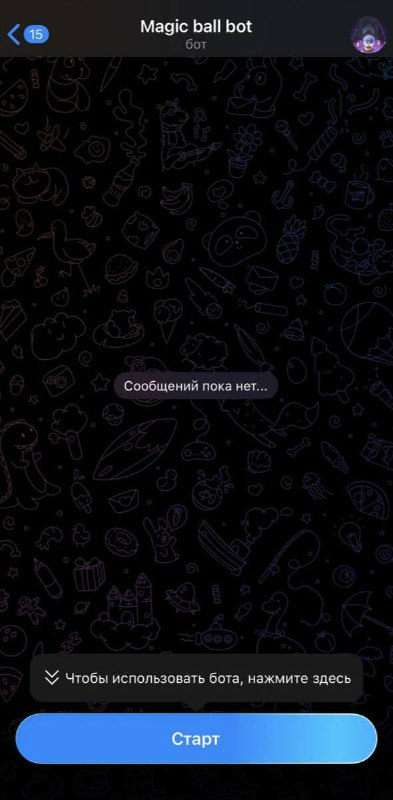 15
Magic ball bot
бот
Сообщений пока нет...
Чтобы использовать бота, нажмите здесь
Старт